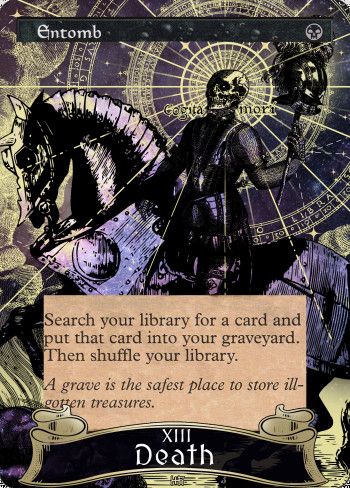 Entomb
Cogita mori
Search your library for a card and
put that card into your graveyard.
Then shuffle your library.
A grave is the safest place to store ill-
gotten treasures.
XIII
Death